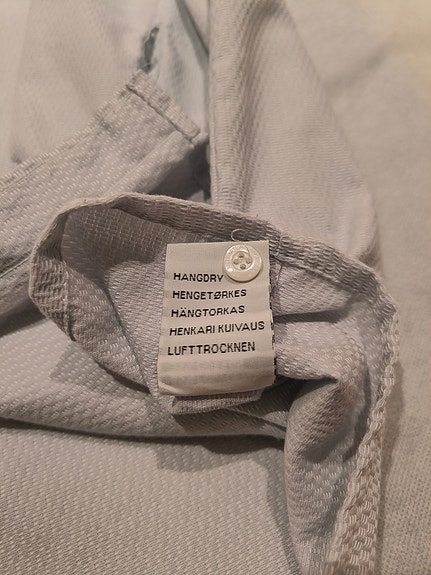 HANGDRY
HENGETØRKES
HÄNGTORKAS
HENKARI KUIVAUS
LUFTTROCKNEN